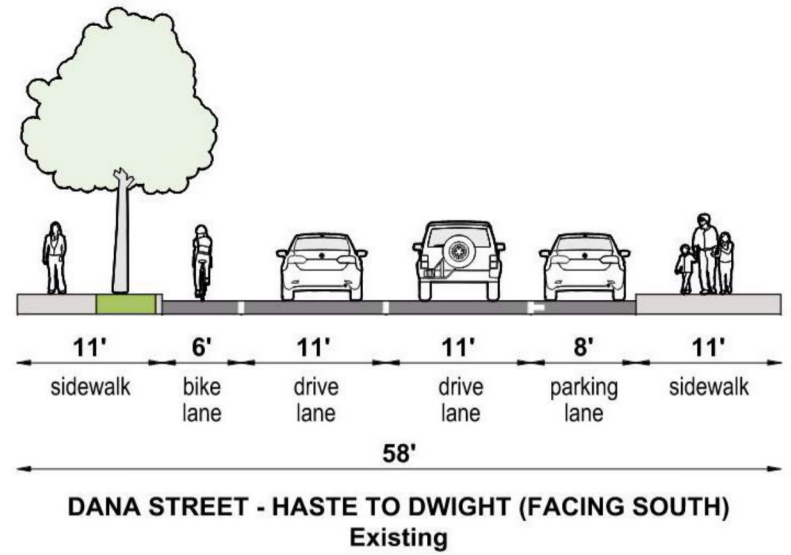 11' 6' 11' 11' 8' 11'
sidewalk bike drive drive parking sidewalk
lane lane lane lane
58'
DANA STREET - HASTE TO DWIGHT (FACING SOUTH)
Existing